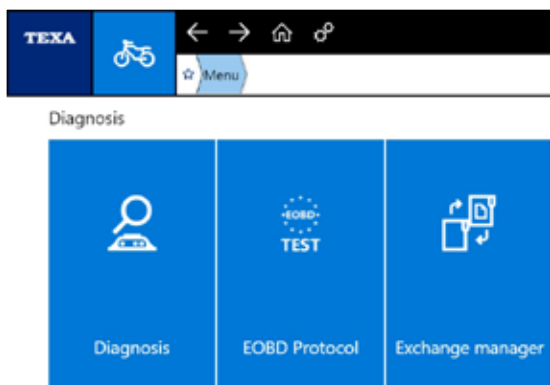 TEXA
Menu
Diagnosis
EOBD
TEST
Diagnosis
EOBD Protocol
Exchange manager